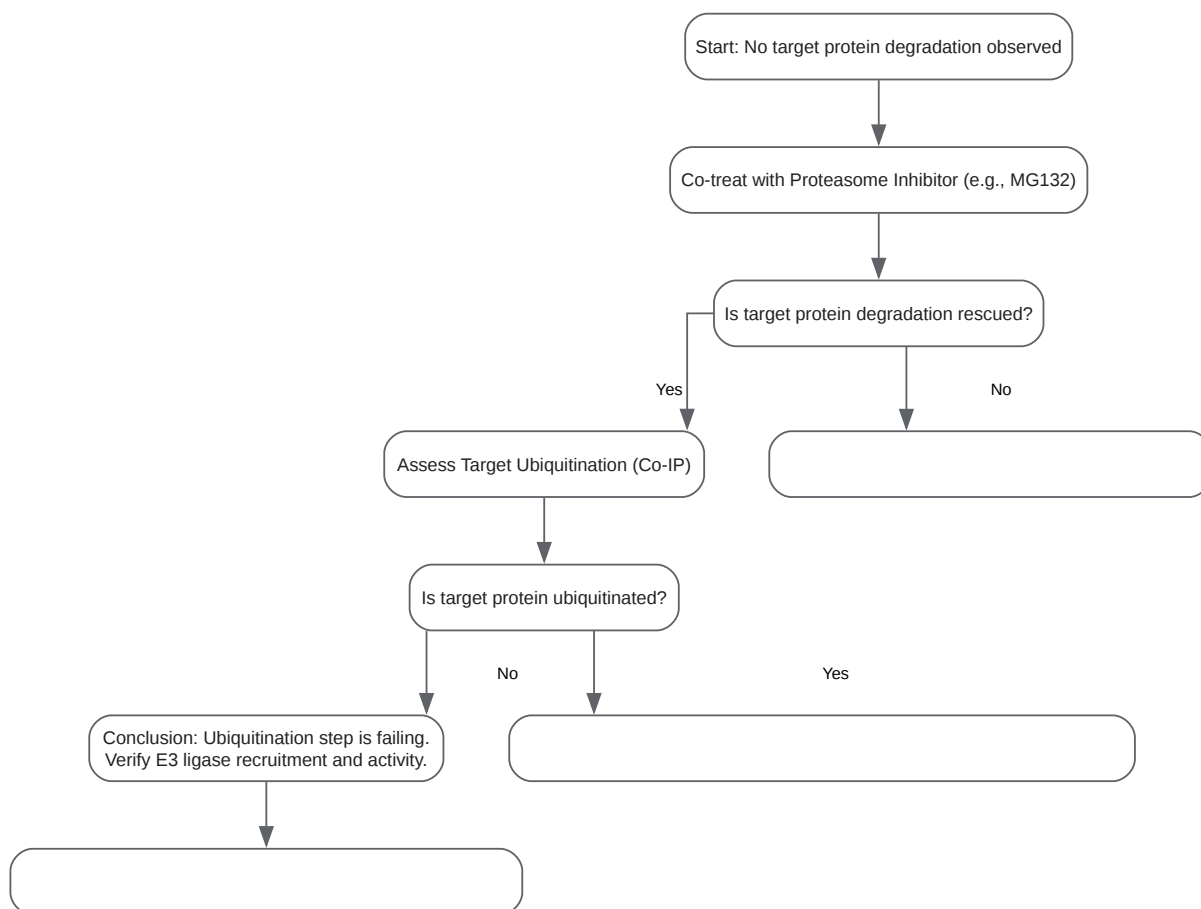 Start: No target protein degradation observed
Co-treat with Proteasome Inhibitor (e.g., MG132)
Is target protein degradation rescued?
Yes
No
Assess Target Ubiquitination (Co-IP)
Is target protein ubiquitinated?
No
Yes
Conclusion: Ubiquitination step is failing.
Verify E3 ligase recruitment and activity.